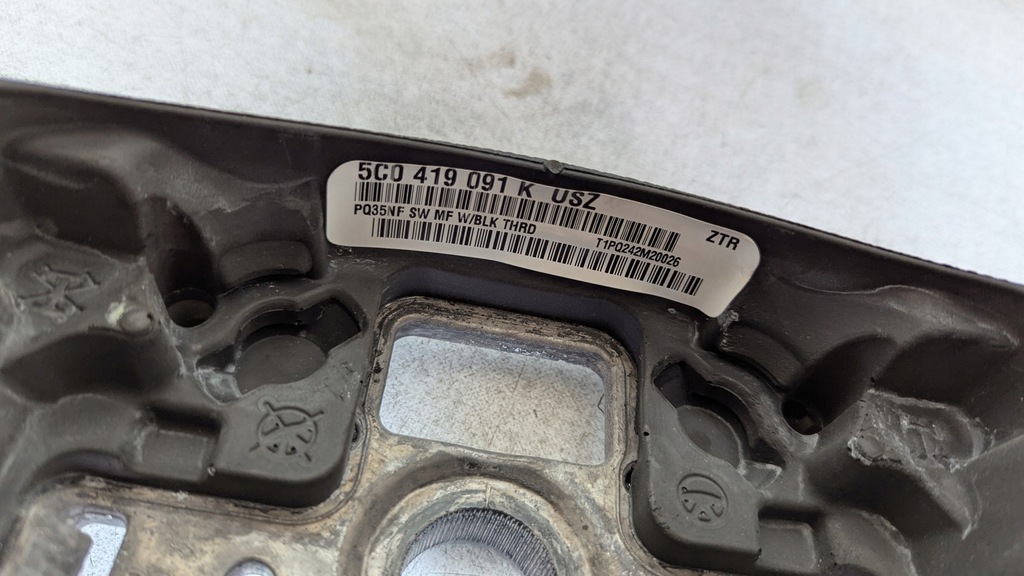 5C0 419 091 K USZ
ZTR
PQ35NF SW MF W/BLK THRD T1PQ242M20026